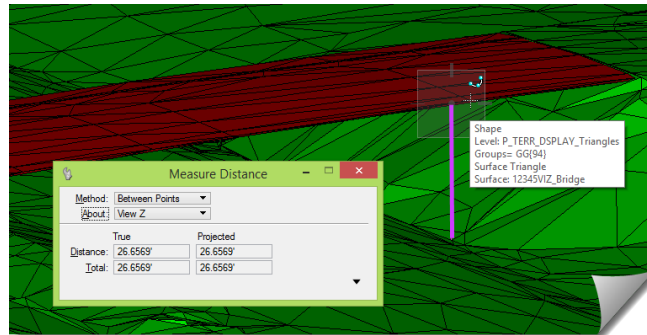 Shape
Level: P_TERR_DSPLAY_Triangles
Groups= GG{94}
Surface Triangle
Surface: 12345VIZ_Bridge
Measure Distance
Method: Between Points
About: View Z
True Projected
Distance: 26.6569' 26.6569'
Total: 26.6569' 26.6569'